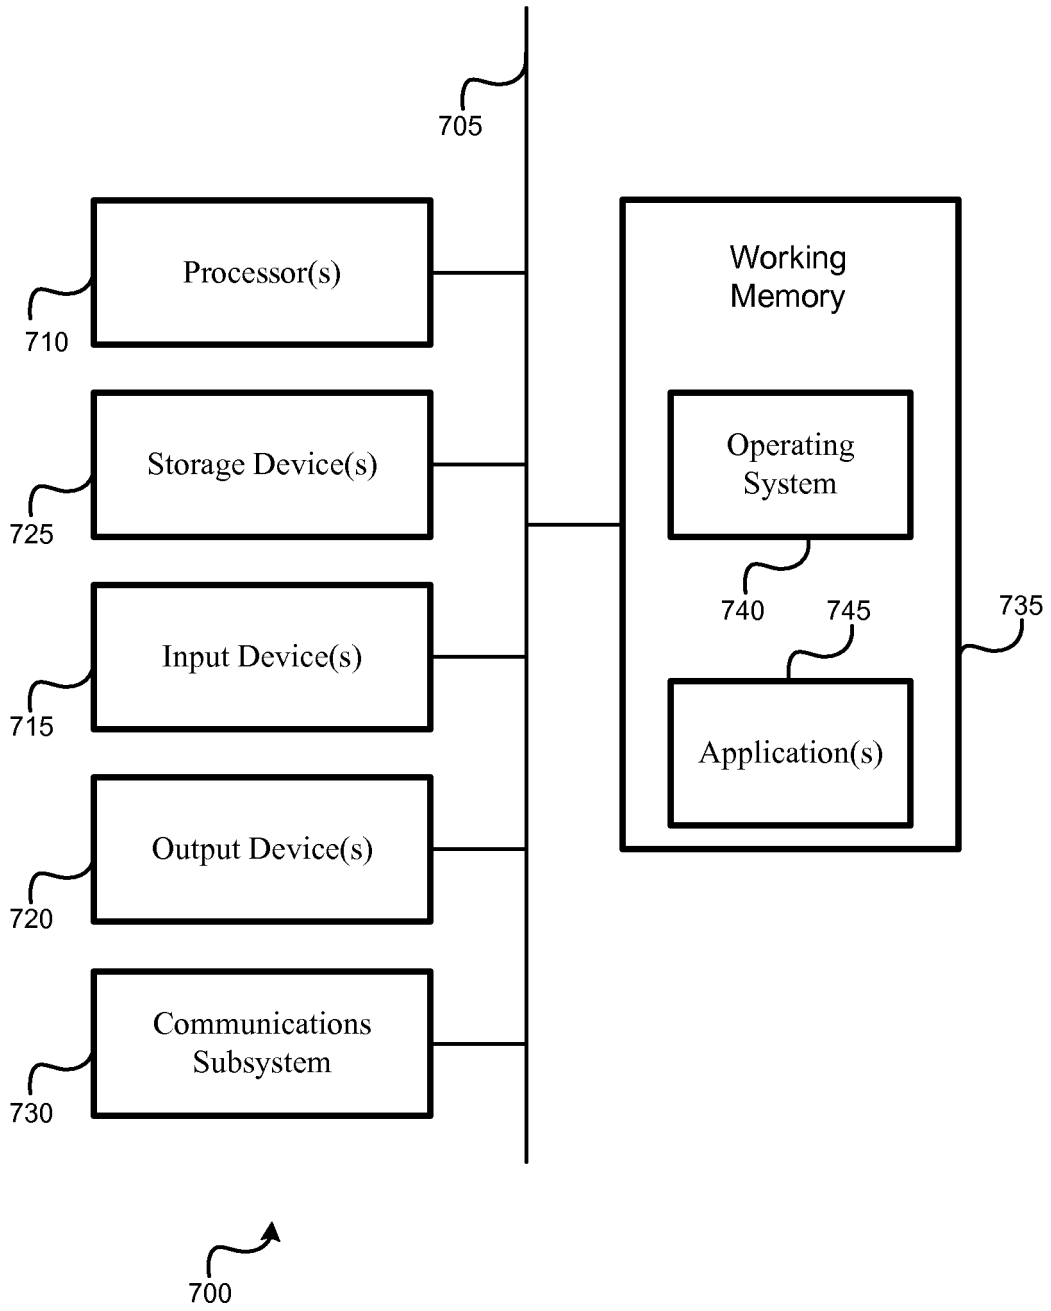 705
Processor(s)
710
Storage Device(s)
725
Input Device(s)
715
Output Device(s)
720
Communications
Subsystem
730
Working
Memory
Operating
System
740
745
735
Application(s)
700